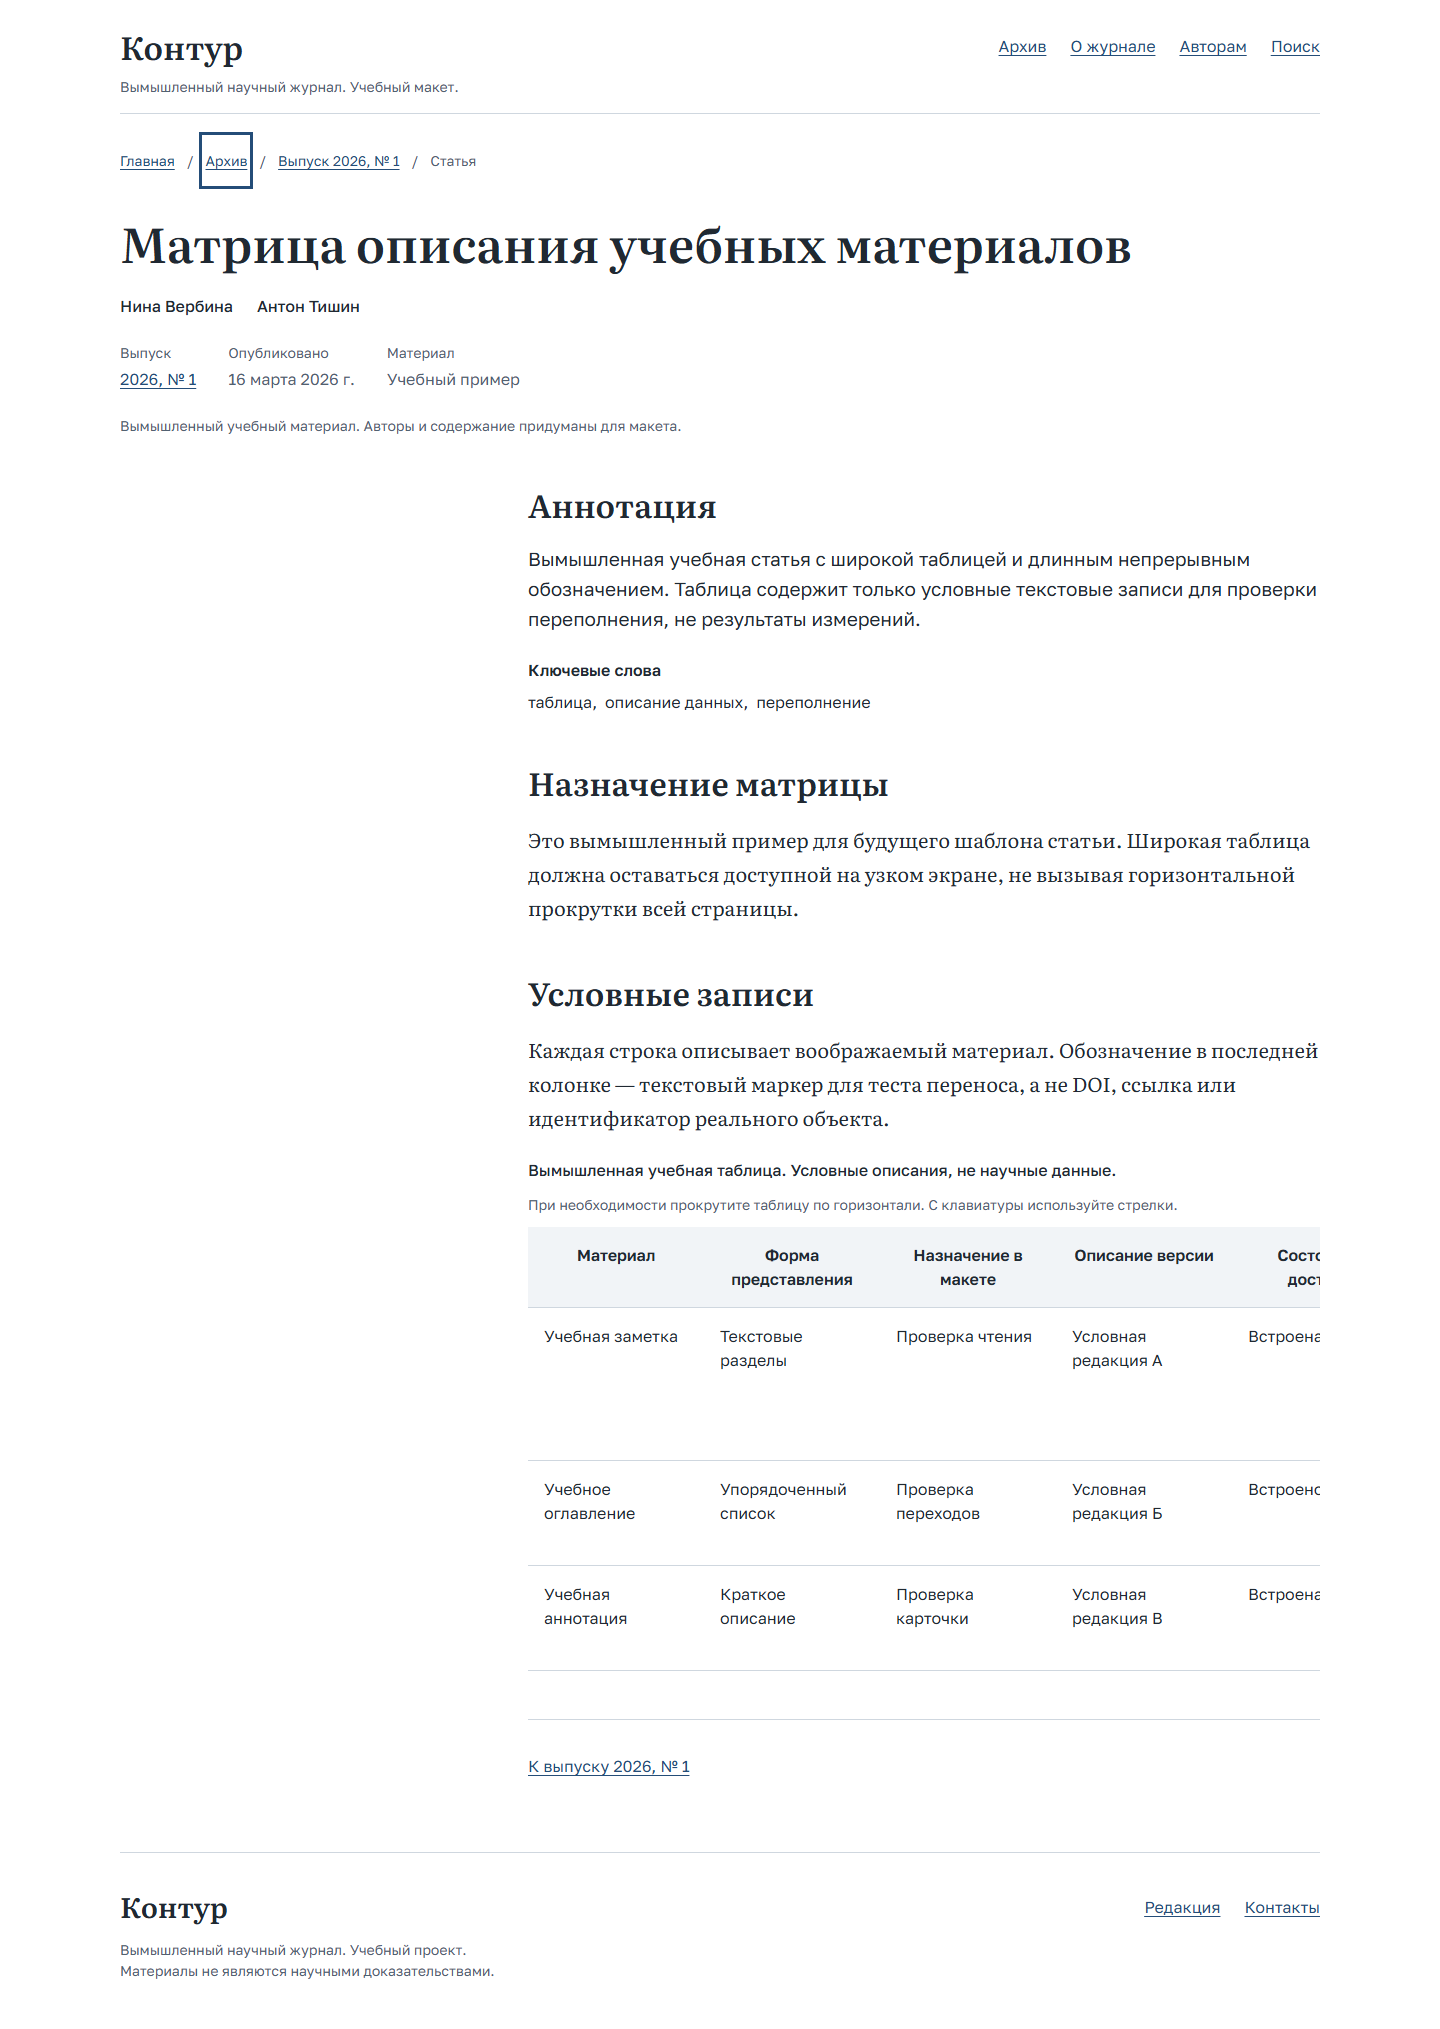 Контур
Архив О журнале Авторам Поиск
Вымышленный научный журнал. Учебный макет.
Главная / Архив / Выпуск 2026, № 1 / Статья
Матрица описания учебных материалов
Нина Вербина Антон Тишин
Выпуск Опубликовано Материал
2026, № 1 16 марта 2026 г. Учебный пример
Вымышленный учебный материал. Авторы и содержание придуманы для макета.
Аннотация
Вымышленная учебная статья с широкой таблицей и длинным непрерывным
обозначением. Таблица содержит только условные текстовые записи для проверки
переполнения, не результаты измерений.
Ключевые слова
таблица, описание данных, переполнение
Назначение матрицы
Это вымышленный пример для будущего шаблона статьи. Широкая таблица
должна оставаться доступной на узком экране, не вызывая горизонтальной
прокрутки всей страницы.
Условные записи
Каждая строка описывает воображаемый материал. Обозначение в последней
колонке — текстовый маркер для теста переноса, а не DOI, ссылка или
идентификатор реального объекта.
Вымышленная учебная таблица. Условные описания, не научные данные.
При необходимости прокрутите таблицу по горизонтали. С клавиатуры используйте стрелки.
Материал Форма Назначение в Описание версии
представления макете
Учебная заметка Текстовые Проверка чтения Условная Встроена
разделы редакция А
Учебное Упорядоченный Проверка Условная
оглавление список переходов редакция Б
Учебная Краткое Проверка Условная Встроена
аннотация описание карточки редакция В
К выпуску 2026, № 1
Контур
Редакция Контакты
Вымышленный научный журнал. Учебный проект.
Материалы не являются научными доказательствами.